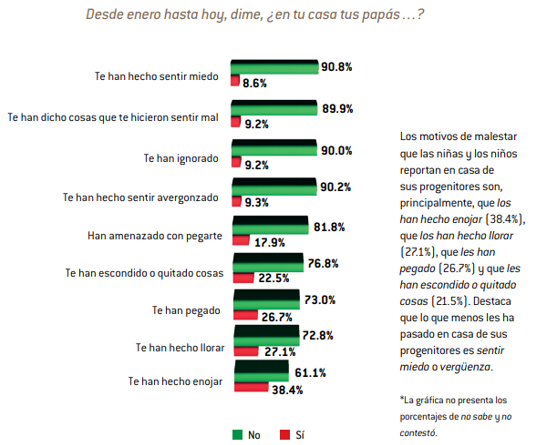 Desde enero hasta hoy, dime, ¿en tu casa tus papás…?
Te han hecho sentir miedo
90.8%
8.6%
Te han dicho cosas que te hicieron sentir mal
89.9%
9.2%
Te han ignorado
90.0%
9.2%
Te han hecho sentir avergonzado
90.2%
9.3%
Han amenazado con pegarte
81.8%
17.9%
Te han escondido o quitado cosas
76.8%
22.5%
Te han pegado
73.0%
26.7%
Te han hecho llorar
72.8%
27.1%
Te han hecho enojar
61.1%
38.4%
No
Sí
Los motivos de malestar
que las niñas y los niños
reportan en casa de
sus progenitores son,
principalmente, que los
han hecho enojar (38.4%),
que los han hecho llorar
(27.1%), que les han
pegado (26.7%) y que les
han escondido o quitado
cosas (21.5%). Destaca
que lo que menos les ha
pasado en casa de sus
progenitores es sentir
miedo o vergüenza.
*La gráfica no presenta los
porcentajes de no sabe y no
contestó.